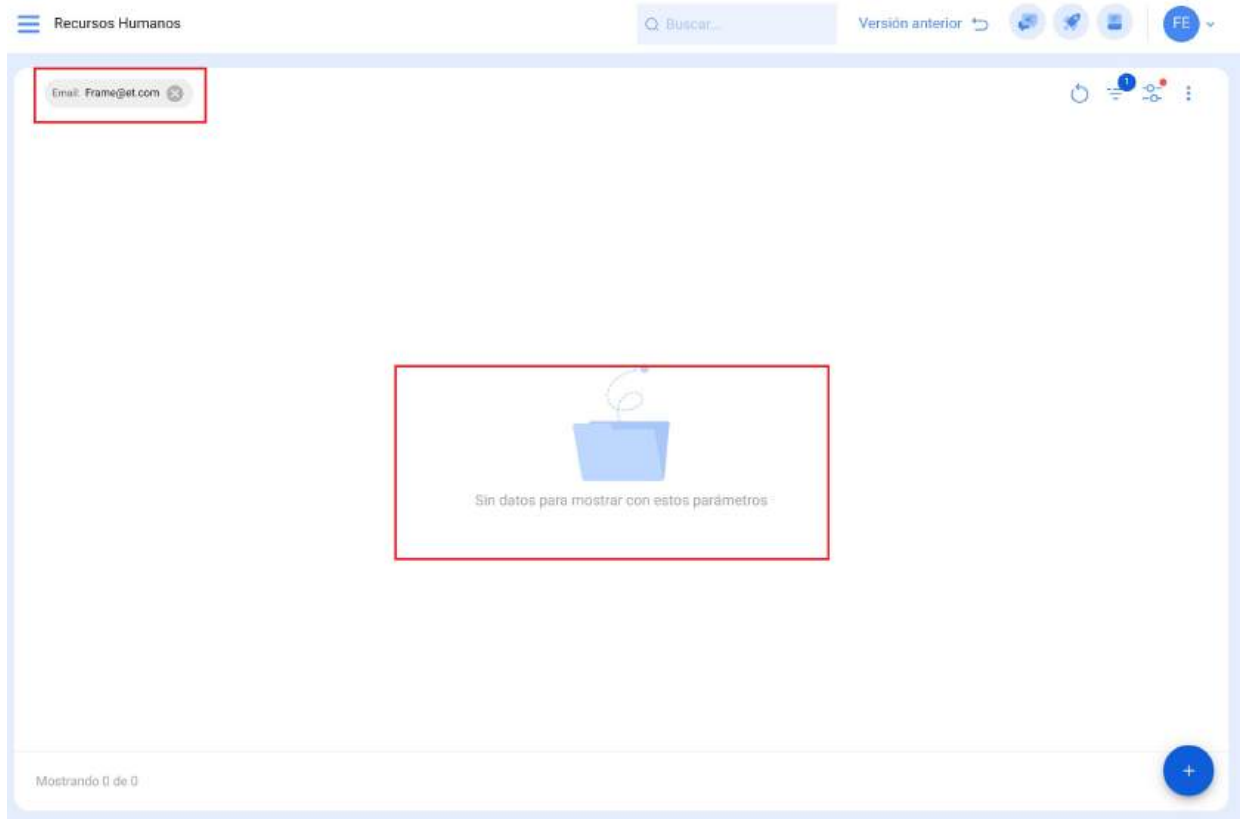 Recursos Humanos
Buscar...
Versión anterior
FE
Email: Frame@et.com
1
Sin datos para mostrar con estos parámetros
Mostrando 0 de 0